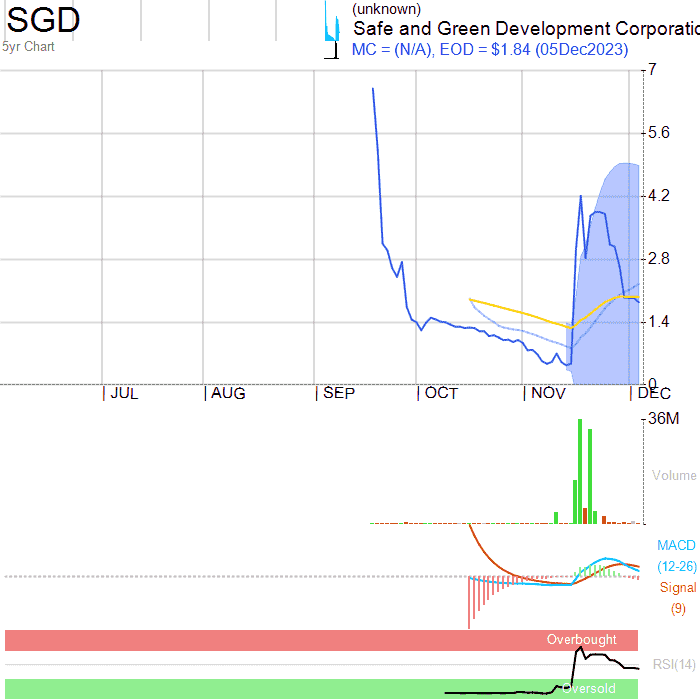 SGD
5yr Chart
(unknown)
Safe and Green Development Corporatio
MC = (N/A), EOD = $1.84 (05Dec2023)
7
5.6
4.2
2.8
1.4
0
JUL AUG SEP OCT NOV DEC
36M
Volume
MACD
(12-26)
Signal
(9)
Overbought
RSI(14)
Oversold